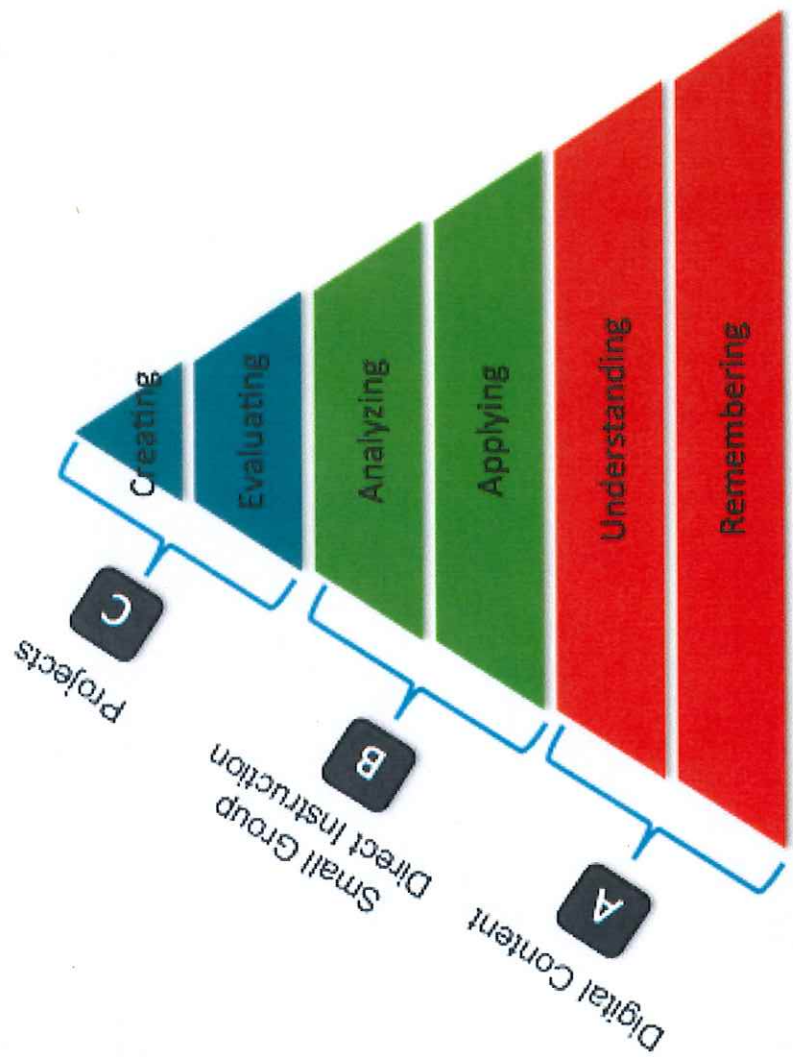 Creating
Evaluating
Analyzing
Applying
Understanding
Remembering
C
Projects
B
Small Group
Direct Instruction
A
Digital Content